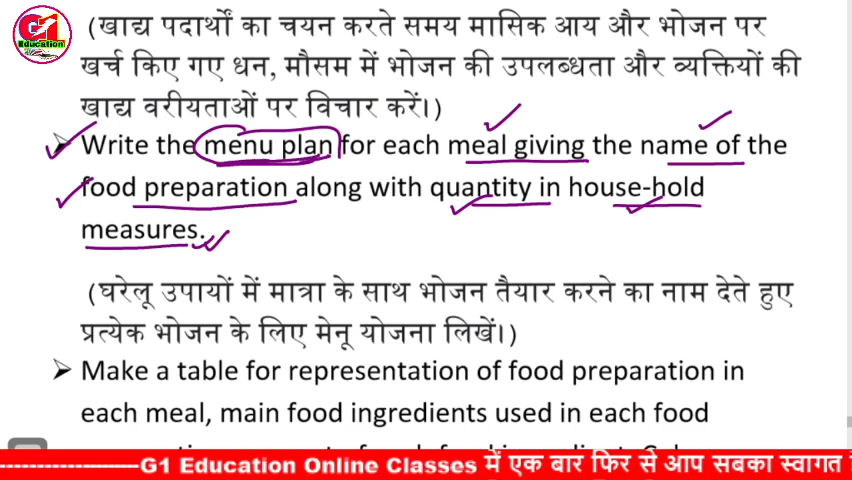 G1
Education
(खाद्य पदार्थों का चयन करते समय मासिक आय और भोजन पर
खर्च किए गए धन, मौसम में भोजन की उपलब्धता और व्यक्तियों की
खाद्य वरीयताओं पर विचार करें।)
Write the menu plan for each meal giving the name of the
food preparation along with quantity in house-hold
measures.
(घरेलू उपायों में मात्रा के साथ भोजन तैयार करने का नाम देते हुए
प्रत्येक भोजन के लिए मेनू योजना लिखें।)
Make a table for representation of food preparation in
each meal, main food ingredients used in each food
G1 Education Online Classes में एक बार फिर से आप सबका स्वागत